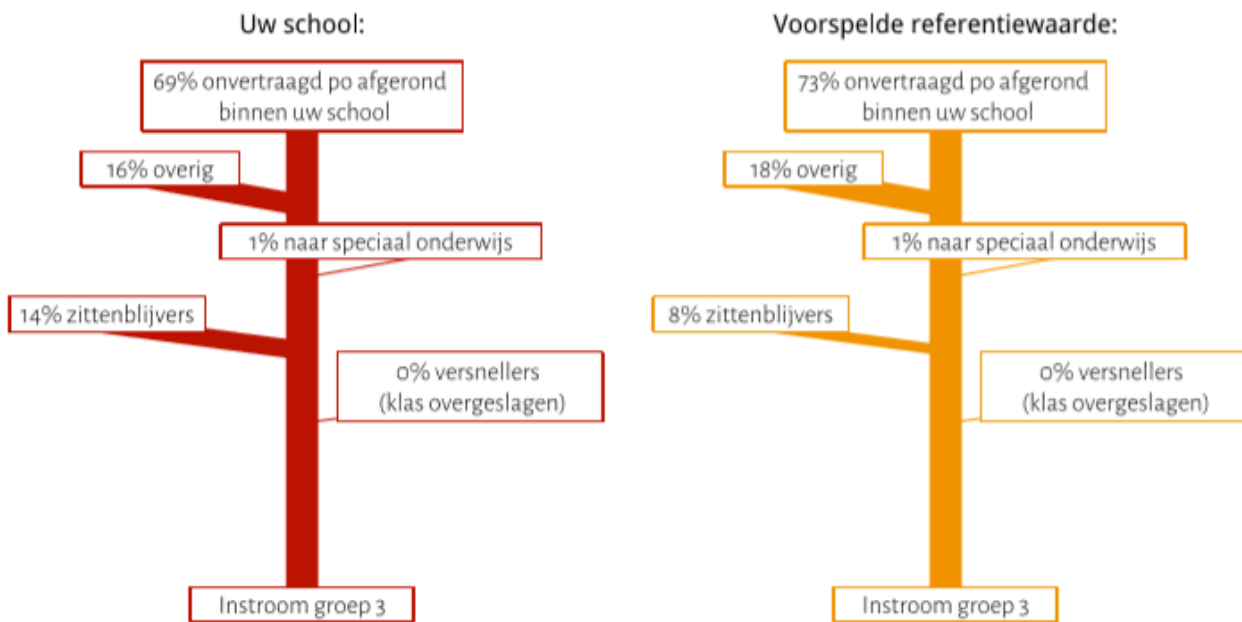 Uw school:
69% onvertraagd po afgerond
binnen uw school
16% overig
1% naar speciaal onderwijs
14% zittenblijvers
0% versnellers
(klas overgeslagen)
Instroom groep 3
Voorspelde referentiewaarde:
73% onvertraagd po afgerond
binnen uw school
18% overig
1% naar speciaal onderwijs
8% zittenblijvers
0% versnellers
(klas overgeslagen)
Instroom groep 3